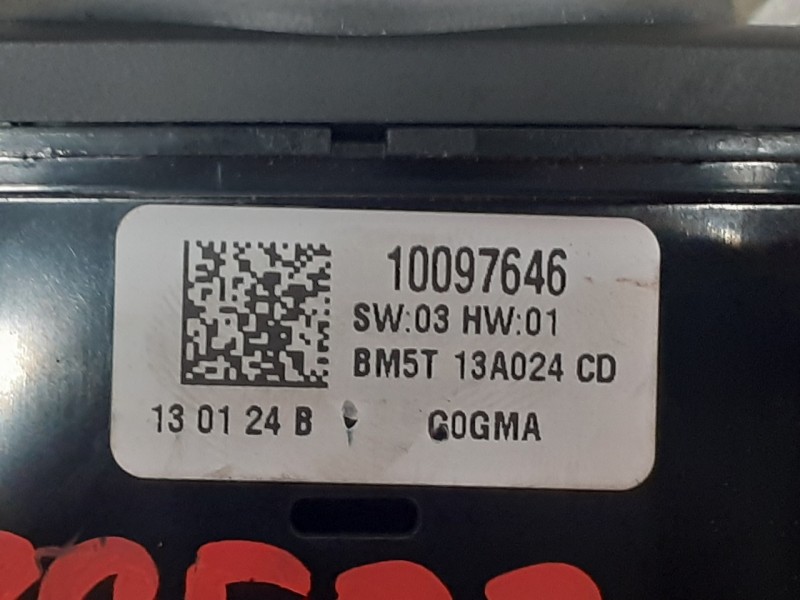 10097646
SW:03 HW:01
BM5T 13A024 CD
13 01 24 B
G0GMA